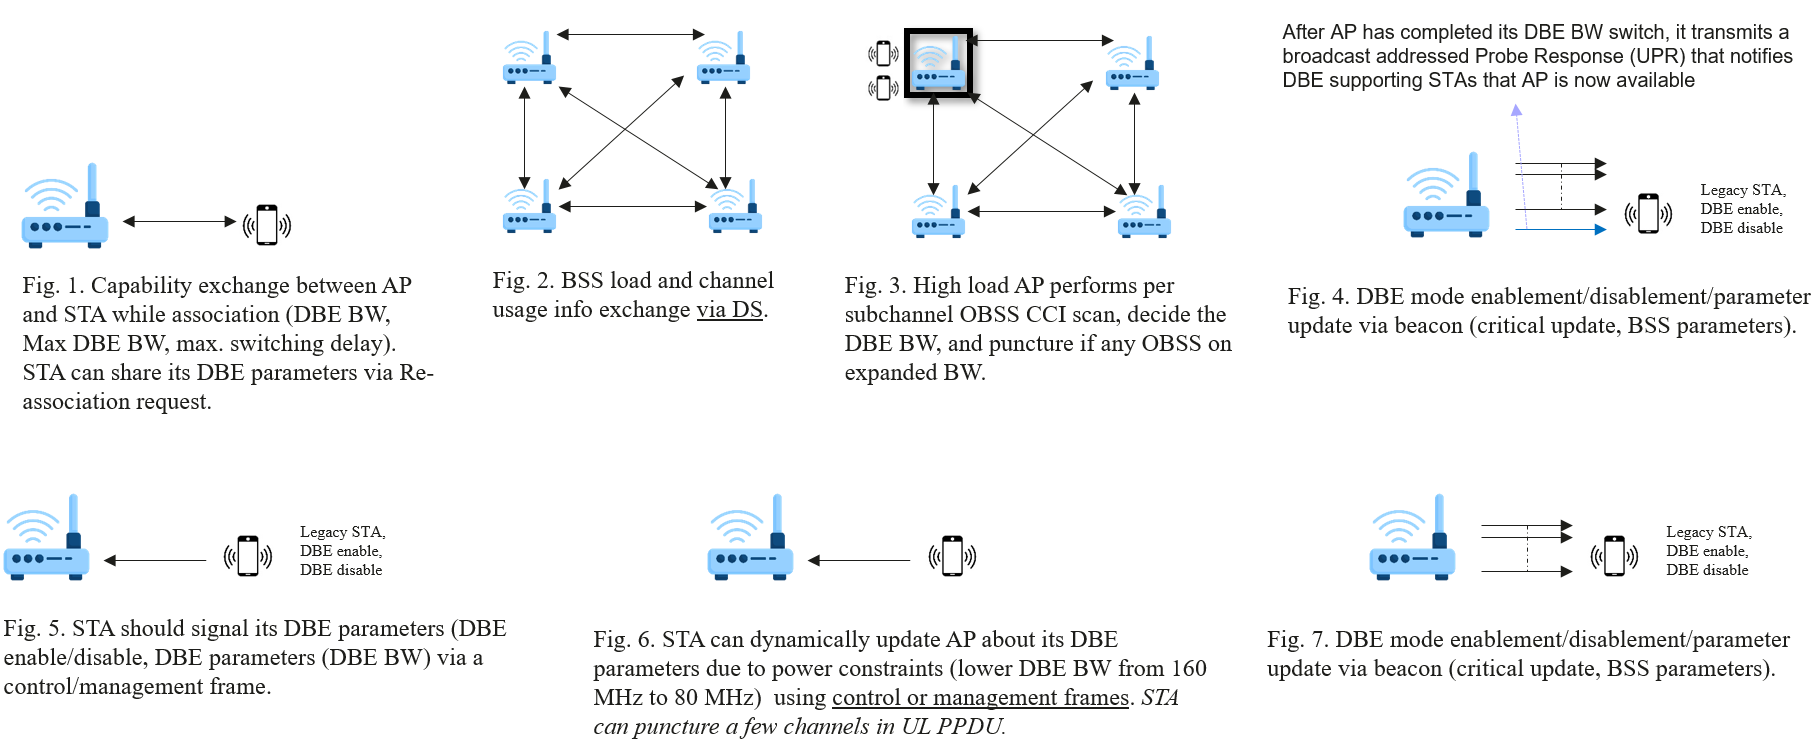 After AP has completed its DBE BW switch, it transmits a
broadcast addressed Probe Response (UPR) that notifies
DBE supporting STAs that AP is now available
Legacy STA,
DBE enable,
DBE disable
Fig. 1. Capability exchange between AP
and STA while association (DBE BW,
Max DBE BW, max. switching delay).
STA can share its DBE parameters via Re-
association request.
Fig. 2. BSS load and channel
usage info exchange via DS.
Fig. 3. High load AP performs per
subchannel OBSS CCI scan, decide the
DBE BW, and puncture if any OBSS on
expanded BW.
Fig. 4. DBE mode enablement/disablement/parameter
update via beacon (critical update, BSS parameters).
Legacy STA,
DBE enable,
DBE disable
Fig. 5. STA should signal its DBE parameters (DBE
enable/disable, DBE parameters (DBE BW) via a
control/management frame.
Fig. 6. STA can dynamically update AP about its DBE
parameters due to power constraints (lower DBE BW from 160
MHz to 80 MHz)  using control or management frames. STA
can puncture a few channels in UL PPDU.
Legacy STA,
DBE enable,
DBE disable
Fig. 7. DBE mode enablement/disablement/parameter
update via beacon (critical update, BSS parameters).